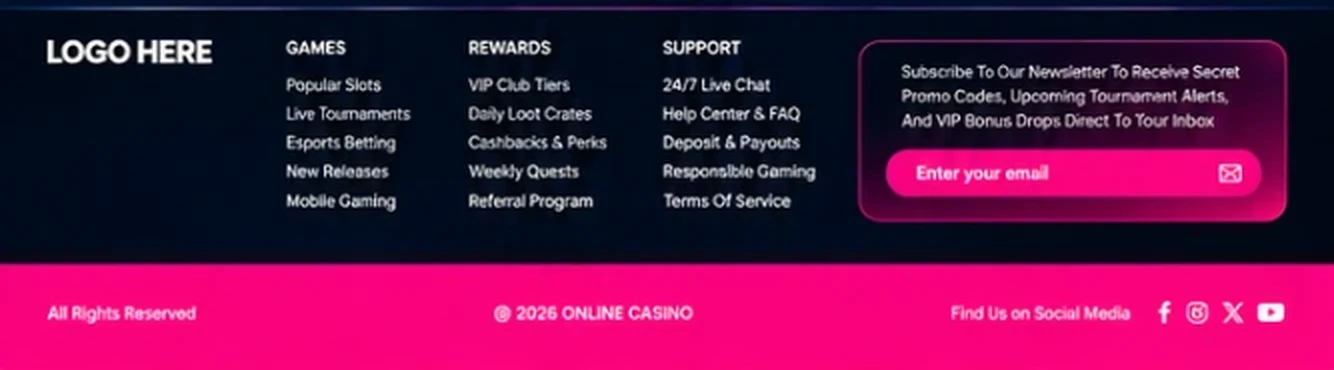 LOGO HERE
GAMES
Popular Slots
Live Tournaments
Esports Betting
New Releases
Mobile Gaming
REWARDS
VIP Club Tiers
Daily Loot Crates
Cashbacks & Perks
Weekly Quests
Referral Program
SUPPORT
24/7 Live Chat
Help Center & FAQ
Deposit & Payouts
Responsible Gaming
Terms Of Service
Subscribe To Our Newsletter To Receive Secret
Promo Codes, Upcoming Tournament Alerts,
And VIP Bonus Drops Direct To Your Inbox
Enter your email
All Rights Reserved
© 2026 ONLINE CASINO
Find Us on Social Media